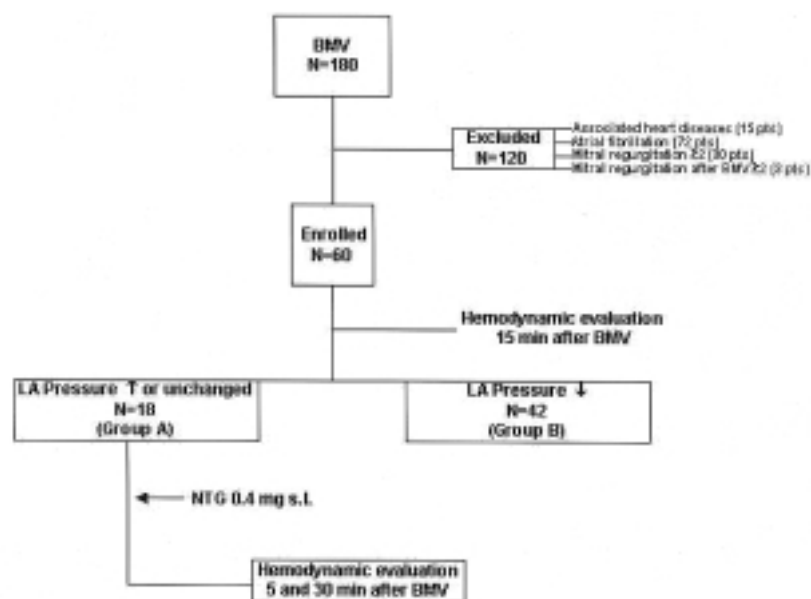 BMV
N=180
Excluded
N=120
Associated heart diseases (15 pts)
Atrial fibrillation (72 pts)
Mitral regurgitation ≥2 (30 pts)
Mitral regurgitation after BMV ≥2 (3 pts)
Enrolled
N=60
Hemodynamic evaluation
15 min after BMV
LA Pressure ↑ or unchanged
N=18
(Group A)
LA Pressure ↓
N=42
(Group B)
NTG 0.4 mg s.l.
Hemodynamic evaluation
5 and 30 min after BMV